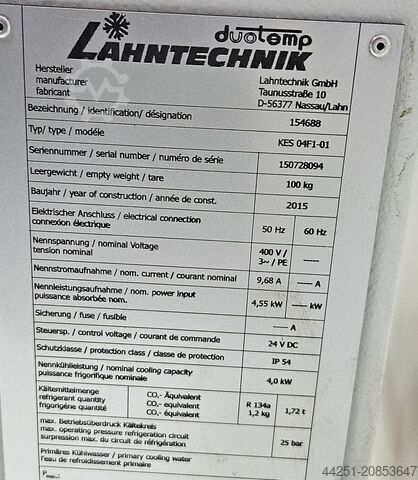 duotemp
LAHNTECHNIK
Hersteller
manufacturer
fabricant
Lahntechnik GmbH
Taunusstraße 10
D-56377 Nassau/Lahn
Bezeichnung / identification/ désignation 154688
Typ/ type / modéle KES 04F1-01
Seriennummer / serial number / numéro de série 150728094
Leergewicht / empty weight / tare 100 kg
Baujahr / year of construction / année de const. 2015
Elektrischer Anschluss / electrical connection
connexion électrique 50 Hz 60 Hz
Nennspannung / nominal Voltage
tension nominal 400 V / 3~ / PE -----
Nennstromaufnahme / nom. current / courant nominal 9,68 A ----- A
Nennleistungsaufnahme / nom. power input
puissance absorbée nom. 4,55 kW ----- kW
Sicherung / fuse / fusible ----- A
Steuersp. / control voltage / courant de commande 24 V DC
Schutzklasse / protection class / classe de protection IP 54
Nennkühlleistung / nominal cooling capacity
puissance frigorifique nominale 4,0 kW
Kältemittelmenge
refrigerant quantity
frigorigéne quantité
CO₂- Äquivalent
CO₂- equivalent
CO₂- équivalent
R 134a
1,2 kg
1,72 t
max. Betriebsüberdruck Kältekreis
max. operating pressure refrigeration circuit
surpression max. du circuit de réfrigération 25 bar
Primäres Kühlwasser / primary cooling water
l'eau de refroidissement primaire
P max.:
44251-20853647